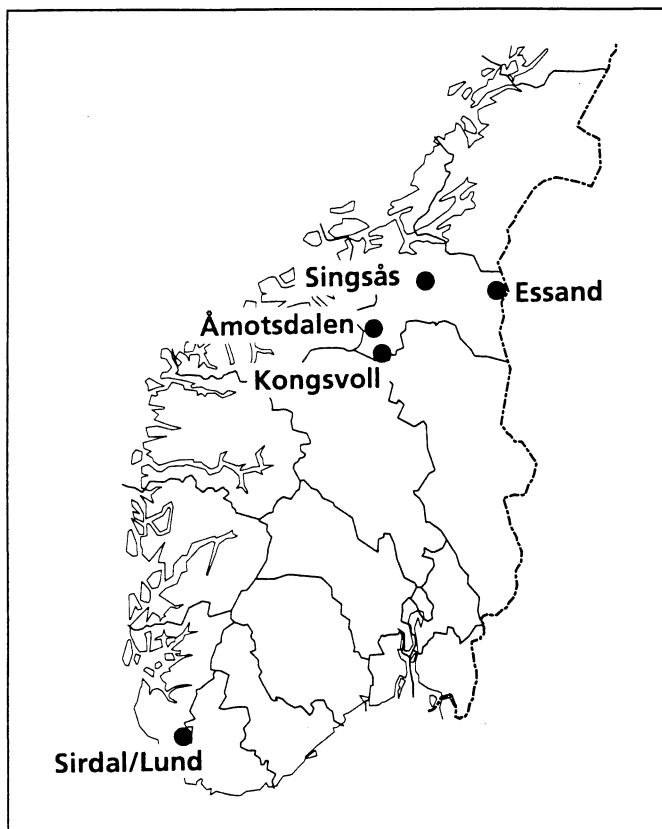 Singsås
Essand
Åmotsdalen
Kongsvoll
Sirdal/Lund